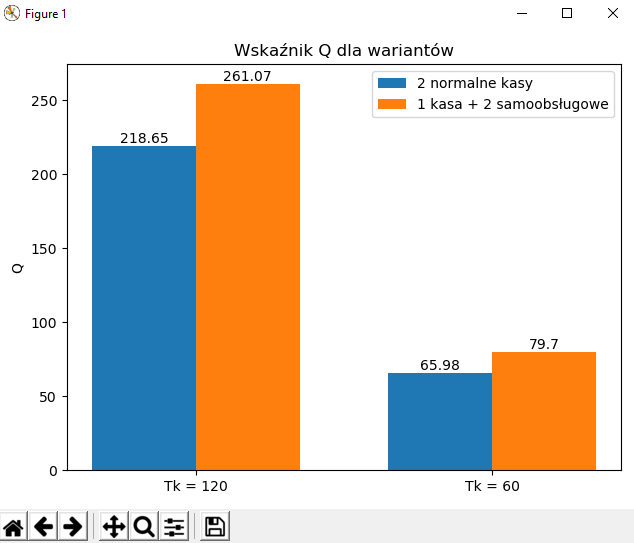 Figure 1
Wskaźnik Q dla wariantów
2 normalne kasy
1 kasa + 2 samoobsługowe
261.07
218.65
79.7
65.98
250
200
150
100
50
0
Q
Tk = 120
Tk = 60